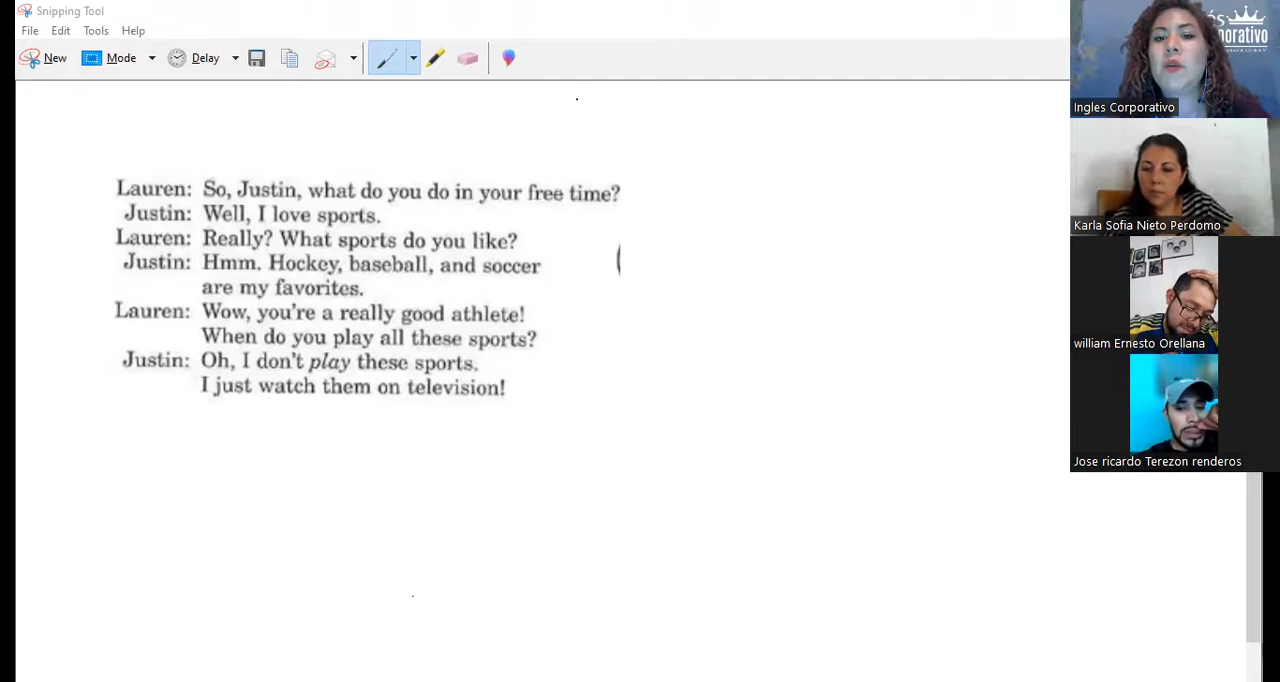 Snipping Tool
File Edit Tools Help
New Mode Delay
Lauren: So, Justin, what do you do in your free time?
Justin: Well, I love sports.
Lauren: Really? What sports do you like?
Justin: Hmm. Hockey, baseball, and soccer
are my favorites.
Lauren: Wow, you're a really good athlete!
When do you play all these sports?
Justin: Oh, I don't play these sports.
I just watch them on television!
Ingles Corporativo
Karla Sofia Nieto Perdomo
william Ernesto Orellana
Jose ricardo Terezon renderos